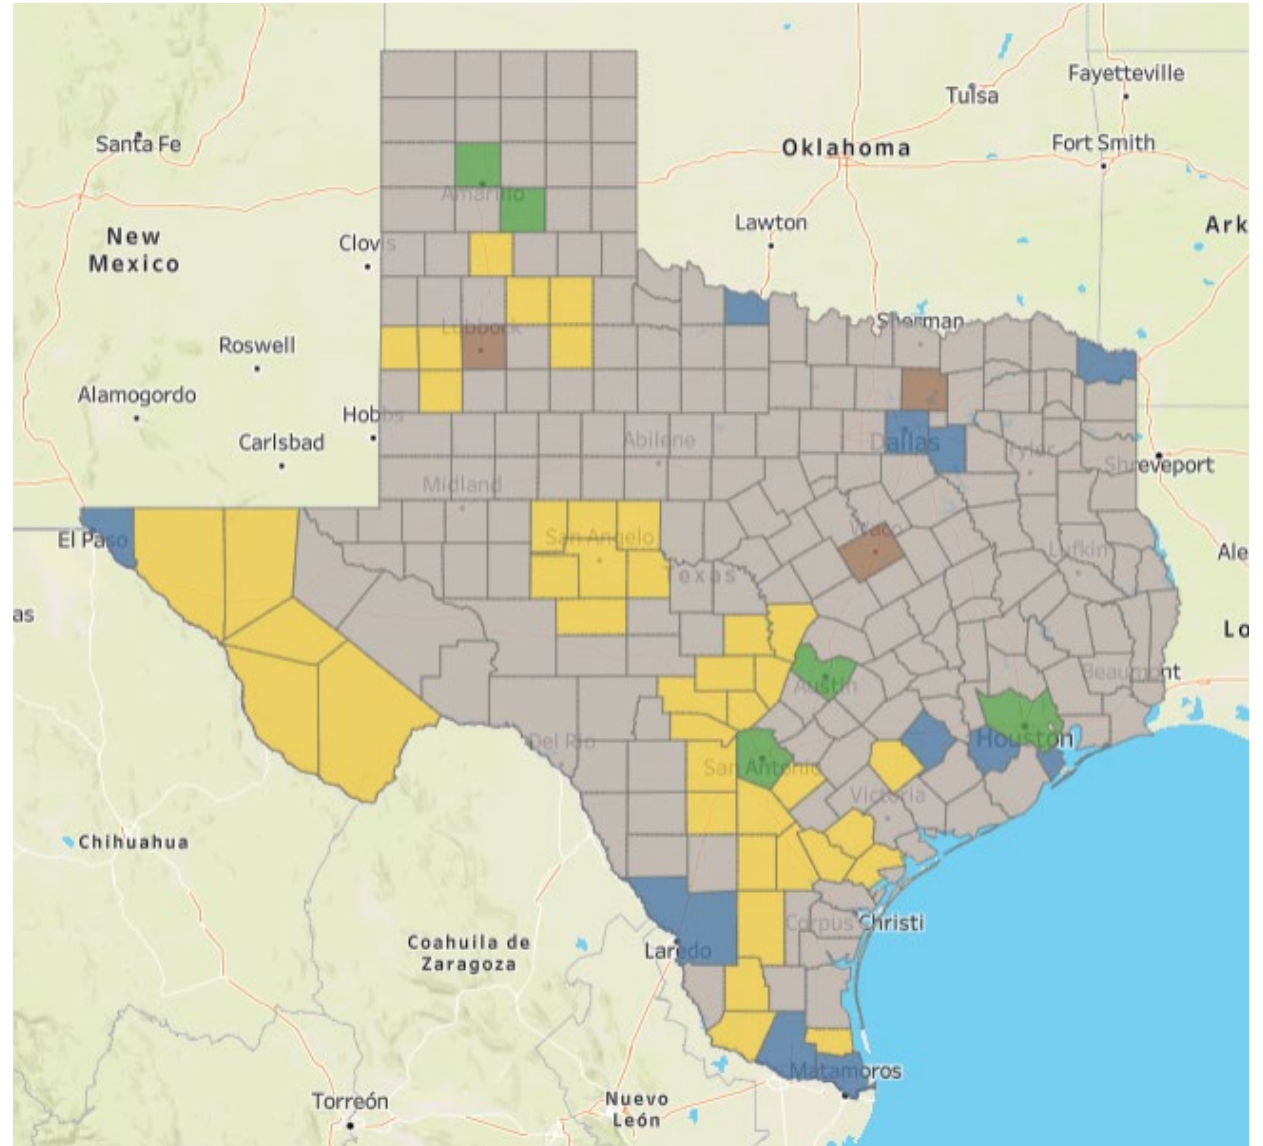 Fayetteville
Tulsa
Santa Fe
Oklahoma
Fort Smith
Amarillo
Lawton
Ark
New
Mexico
Clovis
Lubbock
Sherman
Roswell
Alamogordo
Hobbs
Carlsbad
Abilene
Dallas
Tyler
Shreveport
Midland
El Paso
San Angelo
Waco
Lufkin
Ale
Texas
as
Lo
Beaumont
Austin
Del Rio
Houston
San Antonio
Victoria
Chihuahua
Corpus Christi
Coahuila de
Zaragoza
Laredo
Matamoros
Torreón
Nuevo
León